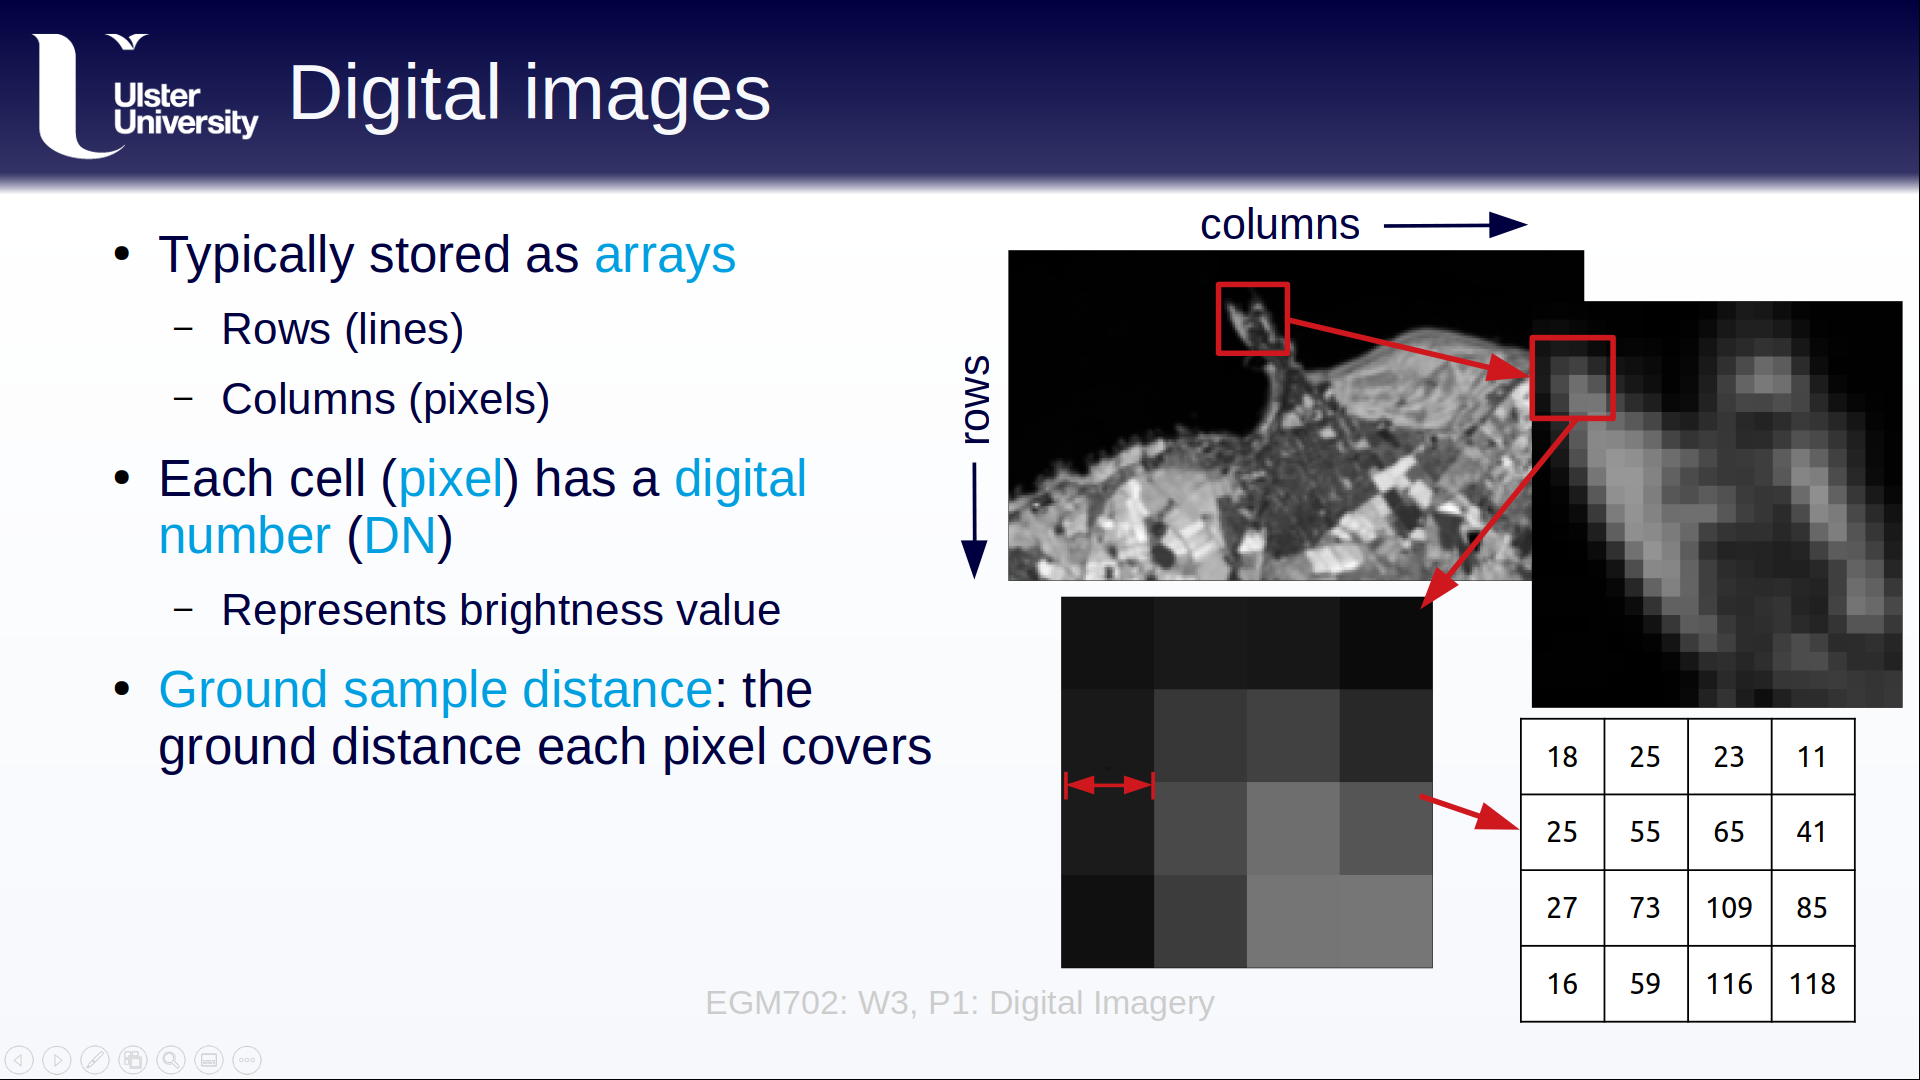 Ulster
University
Digital images
• Typically stored as arrays
– Rows (lines)
– Columns (pixels)
• Each cell (pixel) has a digital
number (DN)
– Represents brightness value
• Ground sample distance: the
ground distance each pixel covers
columns
rows
18 25 23 11
25 55 65 41
27 73 109 85
16 59 116 118
EGM702: W3, P1: Digital Imagery